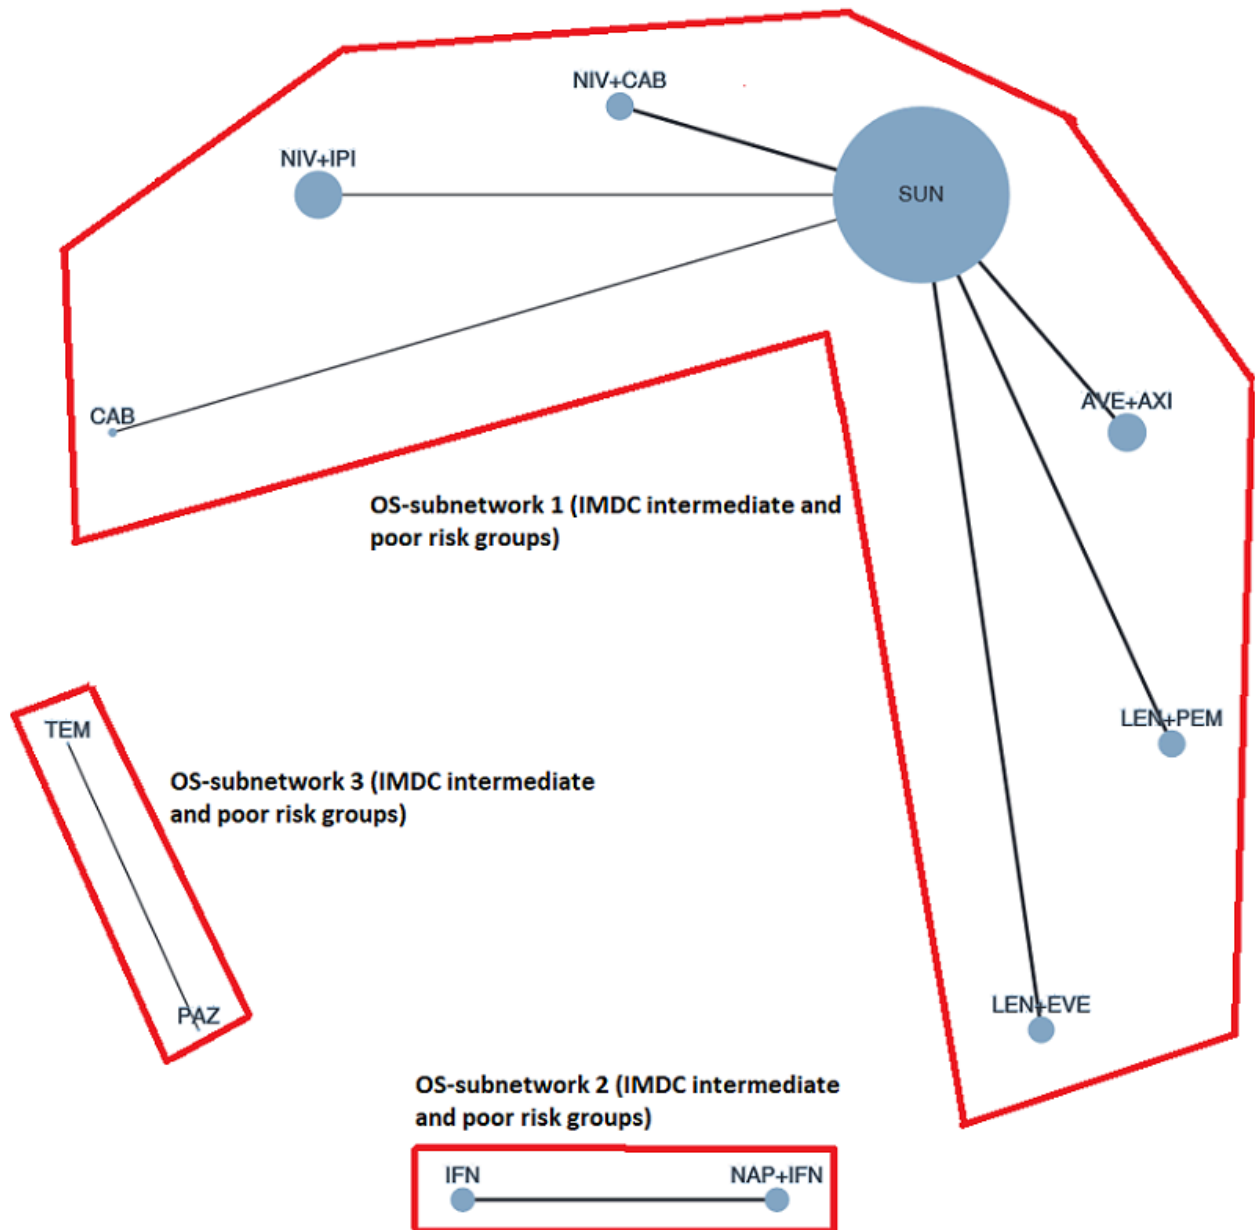 NIV+CAB
NIV+IPI
SUN
AVE+AXI
CAB
OS-subnetwork 1 (IMDC intermediate and
poor risk groups)
LEN+PEM
TEM
OS-subnetwork 3 (IMDC intermediate
and poor risk groups)
PAZ
LEN+EVE
OS-subnetwork 2 (IMDC intermediate
and poor risk groups)
IFN
NAP+IFN